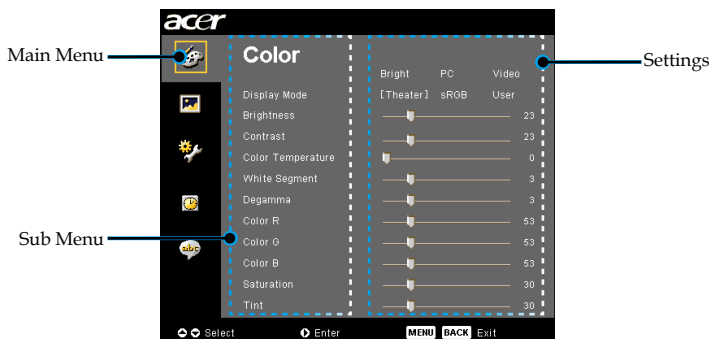 acer
Main Menu
Color
Settings
Bright PC Video
Display Mode [Theater] sRGB User
Brightness 23
Contrast 23
Color Temperature 0
White Segment 3
Degamma 3
Color R 53
Sub Menu
Color G 53
abc
Color B 53
Saturation 30
Tint 30
Select Enter MENU BACK Exit